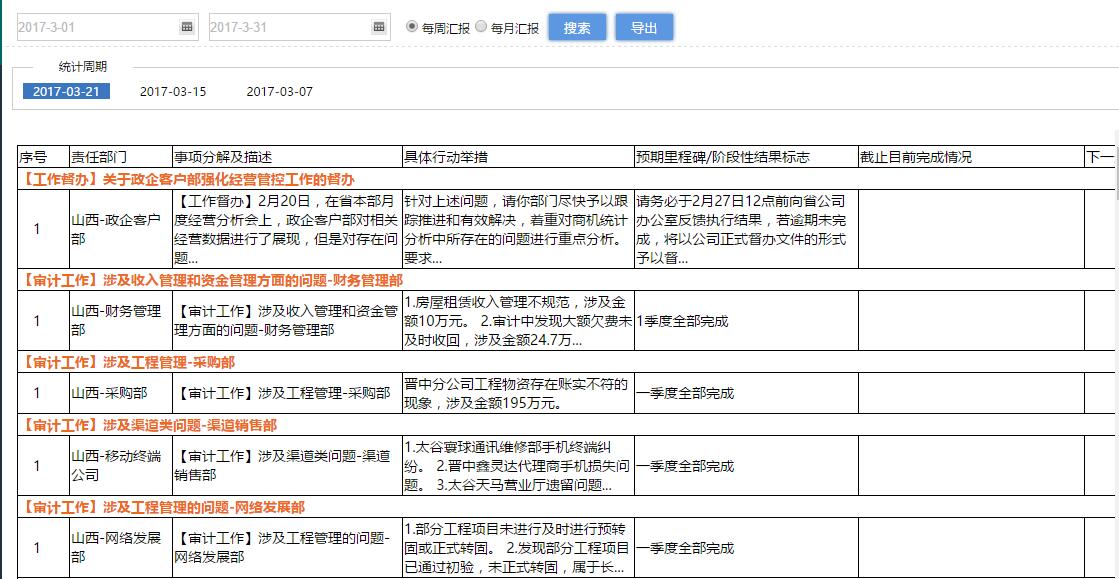 2017-3-01 2017-3-31 每周汇报 每月汇报 搜索 导出
统计周期
2017-03-21 2017-03-15 2017-03-07
序号 责任部门 事项分解及描述 具体行动举措 预期里程碑/阶段性结果标志 截止目前完成情况 下一
【工作督办】关于政企客户部强化经营管控工作的督办
1
山西-政企客户
部
【工作督办】2月20日，在省本部月
度经营分析会上，政企客户部对相关
经营数据进行了展现，但是对存在问
题...
针对上述问题，请你部门尽快予以跟
踪推进和有效解决，着重对商机统计
分析中所存在的问题进行重点分析。
要求...
请务必于2月27日12点前向省公司
办公室反馈执行结果，若逾期未完
成，将以公司正式督办文件的形式
予以督...
【审计工作】涉及收入管理和资金管理方面的问题-财务管理部
1
山西-财务管理
部
【审计工作】涉及收入管理和资金管
理方面的问题-财务管理部
1.房屋租赁收入管理不规范，涉及金
额10万元。 2.审计中发现大额欠费未
及时收回，涉及金额24.7万...
1季度全部完成
【审计工作】涉及工程管理-采购部
1
山西-采购部
【审计工作】涉及工程管理-采购部
晋中分公司工程物资存在账实不符的
现象，涉及金额195万元。
一季度全部完成
【审计工作】涉及渠道类问题-渠道销售部
1
山西-移动终端
公司
【审计工作】涉及渠道类问题-渠道
销售部
1.太谷寰球通讯维修部手机终端纠
纷。 2.晋中鑫灵达代理商手机损失问
题。 3.太谷天马营业厅遗留问题...
一季度全部完成
【审计工作】涉及工程管理的问题-网络发展部
1
山西-网络发展
部
【审计工作】涉及工程管理的问题-
网络发展部
1.部分工程项目未进行及时进行预转
固或正式转固。 2.发现部分工程项目
已通过初验，未正式转固，属于长...
一季度全部完成